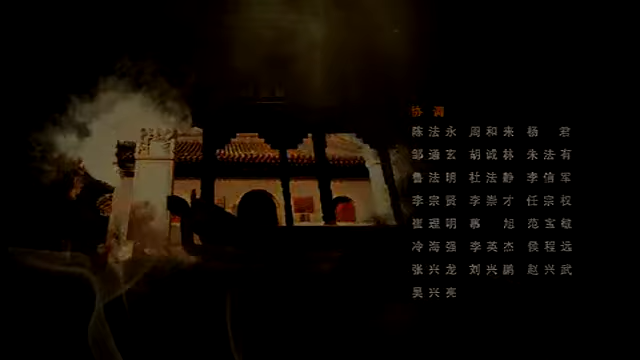 协调
陈法永 周和来 杨 君
邹通玄 胡诚林 朱法有
鲁法明 杜法静 李信军
李宗贤 李崇才 任宗权
崔理明 慕 旭 范宝敏
冷海强 李英杰 侯程远
张兴龙 刘兴鹏 赵兴武
吴兴亮